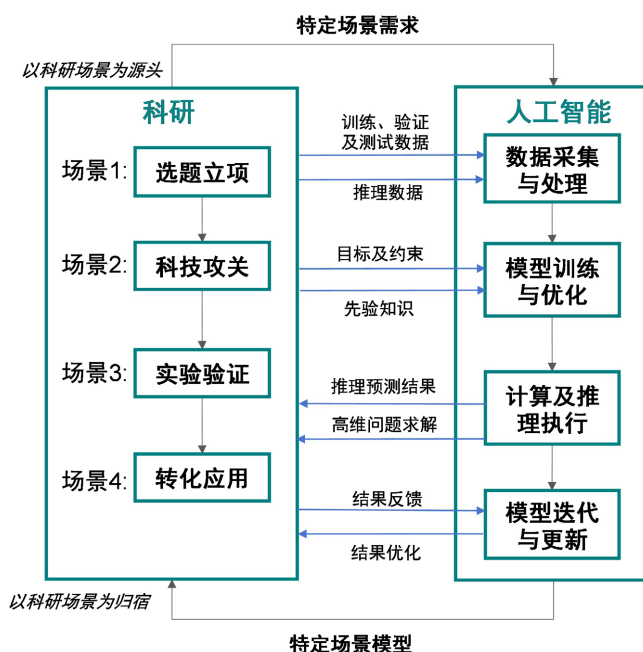 特定场景需求
以科研场景为源头
科研
人工智能
场景1:
选题立项
训练、验证
及测试数据
推理数据
数据采集
与处理
场景2:
科技攻关
目标及约束
先验知识
模型训练
与优化
场景3:
实验验证
推理预测结果
高维问题求解
计算及推
理执行
场景4:
转化应用
结果反馈
结果优化
模型迭代
与更新
以科研场景为归宿
特定场景模型